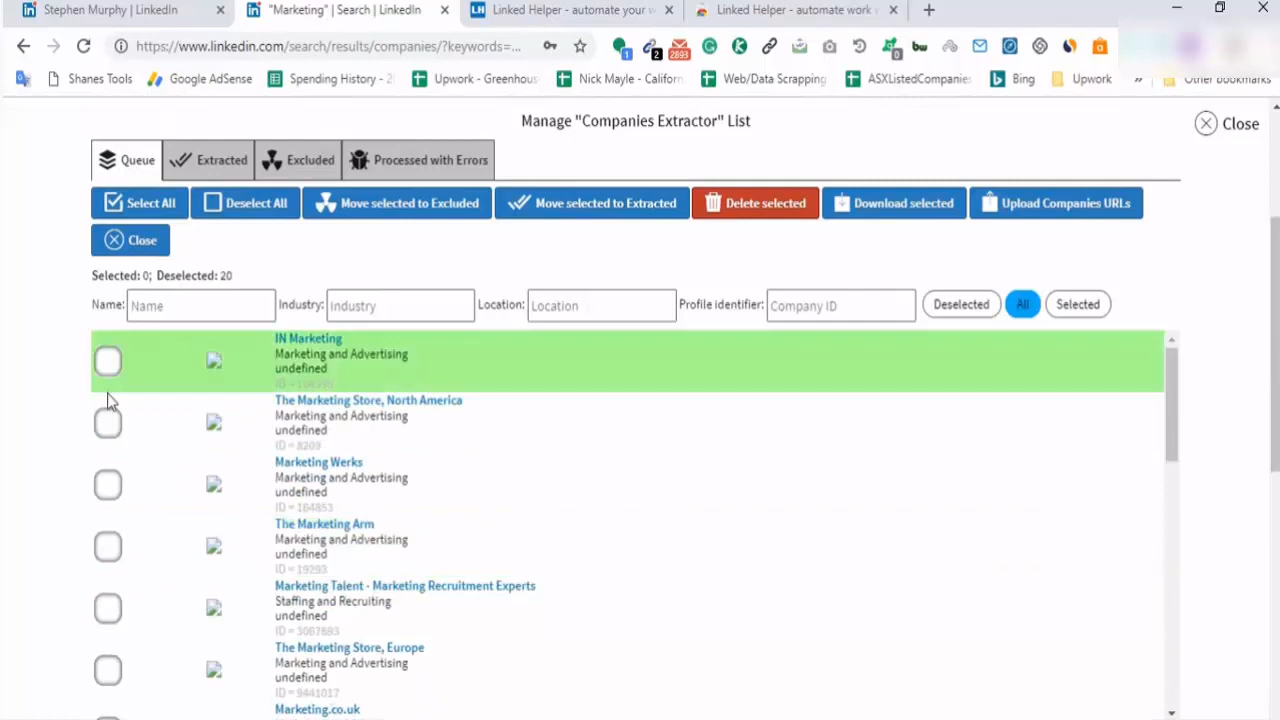 Stephen Murphy | LinkedIn
"Marketing" | Search | LinkedIn
Linked Helper - automate your w
Linked Helper - automate work w
https://www.linkedin.com/search/results/companies/?keywords=...
1
2
2893
0
bw
Shanes Tools
Google AdSense
Spending History - 2
Upwork - Greenhous
Nick Mayle - Californ
Web/Data Scrapping
ASXListedCompanies
Bing
Upwork
»
Other bookmarks
Manage "Companies Extractor" List
Close
Queue
Extracted
Excluded
Processed with Errors
Select All
Deselect All
Move selected to Excluded
Move selected to Extracted
Delete selected
Download selected
Upload Companies URLs
Close
Selected: 0; Deselected: 20
Name: Name Industry: Industry Location: Location Profile identifier: Company ID Deselected All Selected
IN Marketing
Marketing and Advertising
undefined
The Marketing Store, North America
Marketing and Advertising
undefined
ID = 8209
Marketing Werks
Marketing and Advertising
undefined
ID = 164853
The Marketing Arm
Marketing and Advertising
undefined
ID = 19293
Marketing Talent - Marketing Recruitment Experts
Staffing and Recruiting
undefined
ID = 3067693
The Marketing Store, Europe
Marketing and Advertising
undefined
ID = 9441017
Marketing.co.uk